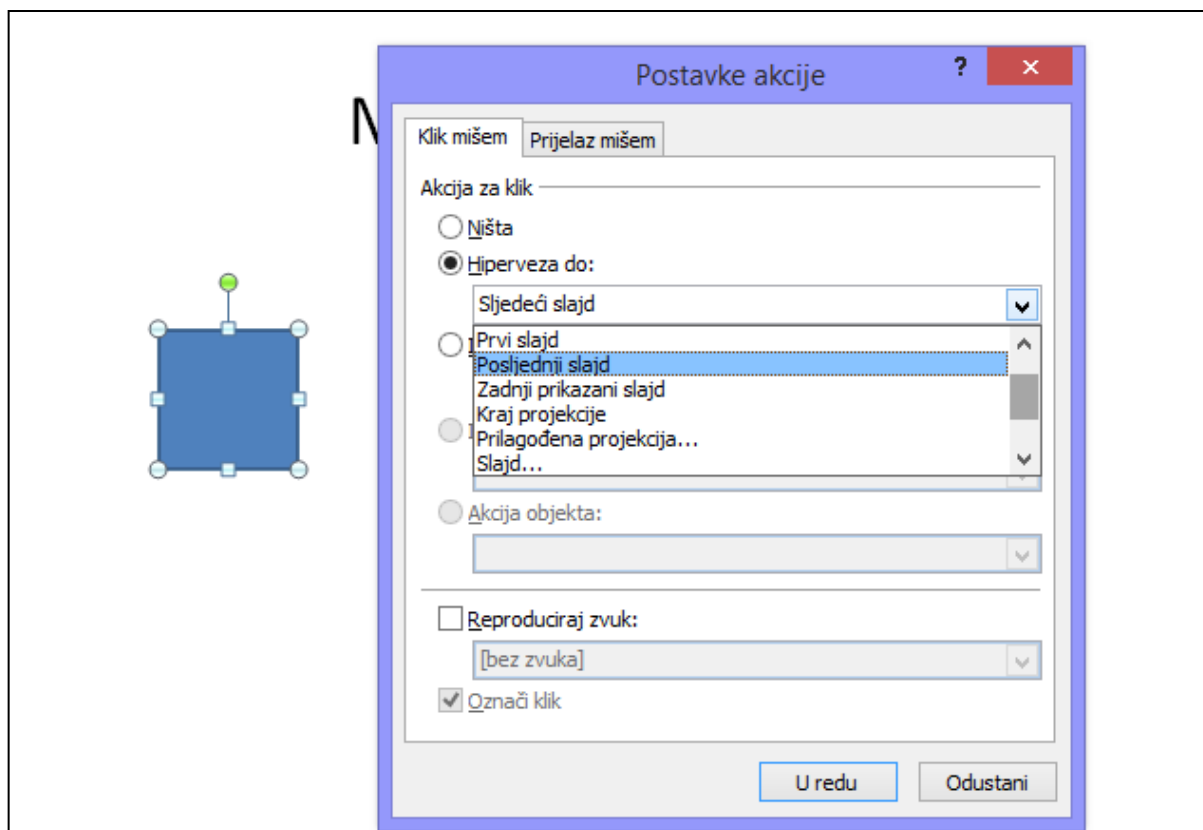 Postavke akcije
?
M
Klik mišem
Prijelaz mišem
Akcija za klik
Ništa
Hiperveza do:
Sljedeći slajd
Prvi slajd
Posljednji slajd
Zadnji prikazani slajd
Kraj projekcije
Prilagođena projekcija...
Slajd...
Akcija objekta:
Reproduciraj zvuk:
[bez zvuka]
Označi klik
U redu
Odustani